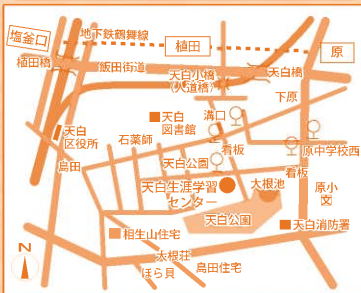 塩釜口
地下鉄鶴舞線
植田
原
植田橋
飯田街道
天白小橋
(人道橋)
天白橋
下原
天白
図書館
溝口
天白
区役所
石薬師
看板
原中学校西
島田
天白公園
看板
天白生涯学習
センター
大根池
原小
文
天白公園
天白消防署
相生山住宅
大根荘
島田住宅
ほら貝
N